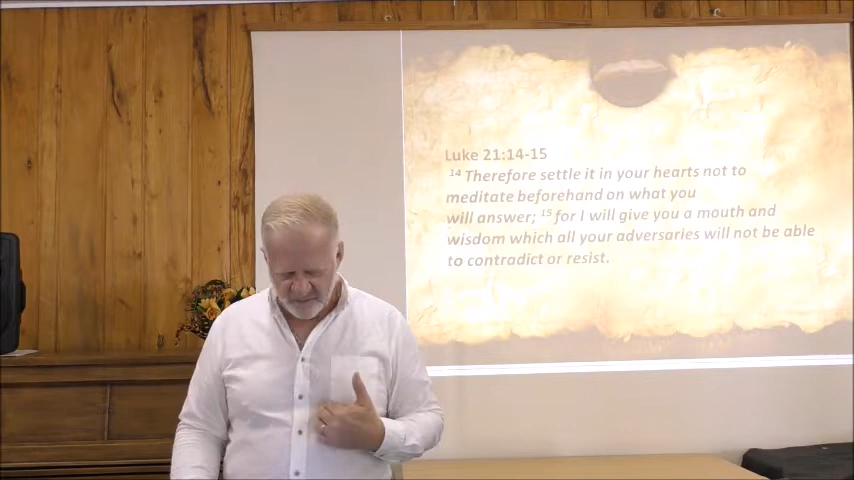 Luke 21:14-15
14 Therefore settle it in your hearts not to
meditate beforehand on what you
will answer; 15 for I will give you a mouth and
wisdom which all your adversaries will not be able
to contradict or resist.